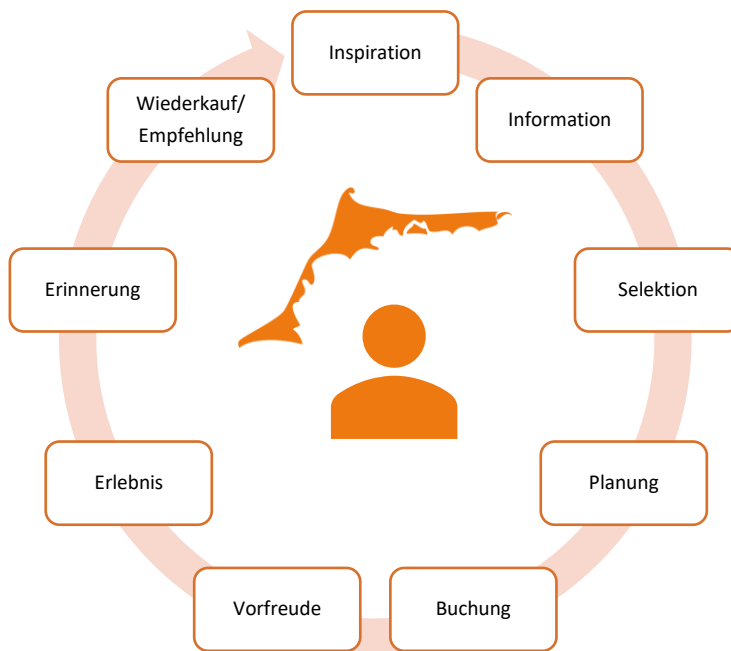 Inspiration
Information
Selektion
Planung
Buchung
Vorfreude
Erlebnis
Erinnerung
Wiederkauf/
Empfehlung